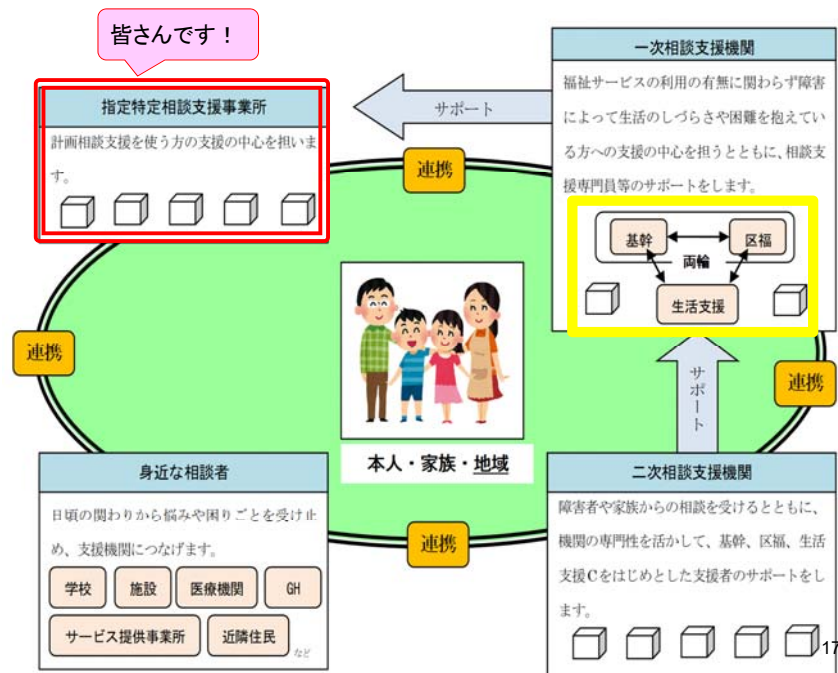 皆さんです！
指定特定相談支援事業所
計画相談支援を使う方の支援の中心を担いま
す。
サポート
一次相談支援機関
福祉サービスの利用の有無に関わらず障害
によって生活のしづらさや困難を抱えてい
る方への支援の中心を担うとともに、相談支
援専門員等のサポートをします。
基幹
区福
両輪
生活支援
連携
連携
連携
連携
サポート
本人・家族・地域
身近な相談者
日頃の関わりから悩みや困りごとを受け止
め、支援機関につなげます。
学校
施設
医療機関
GH
サービス提供事業所
近隣住民
など
二次相談支援機関
障害者や家族からの相談を受けるとともに、
機関の専門性を活かして、基幹、区福、生活
支援Cをはじめとした支援者のサポートをし
ます。
17